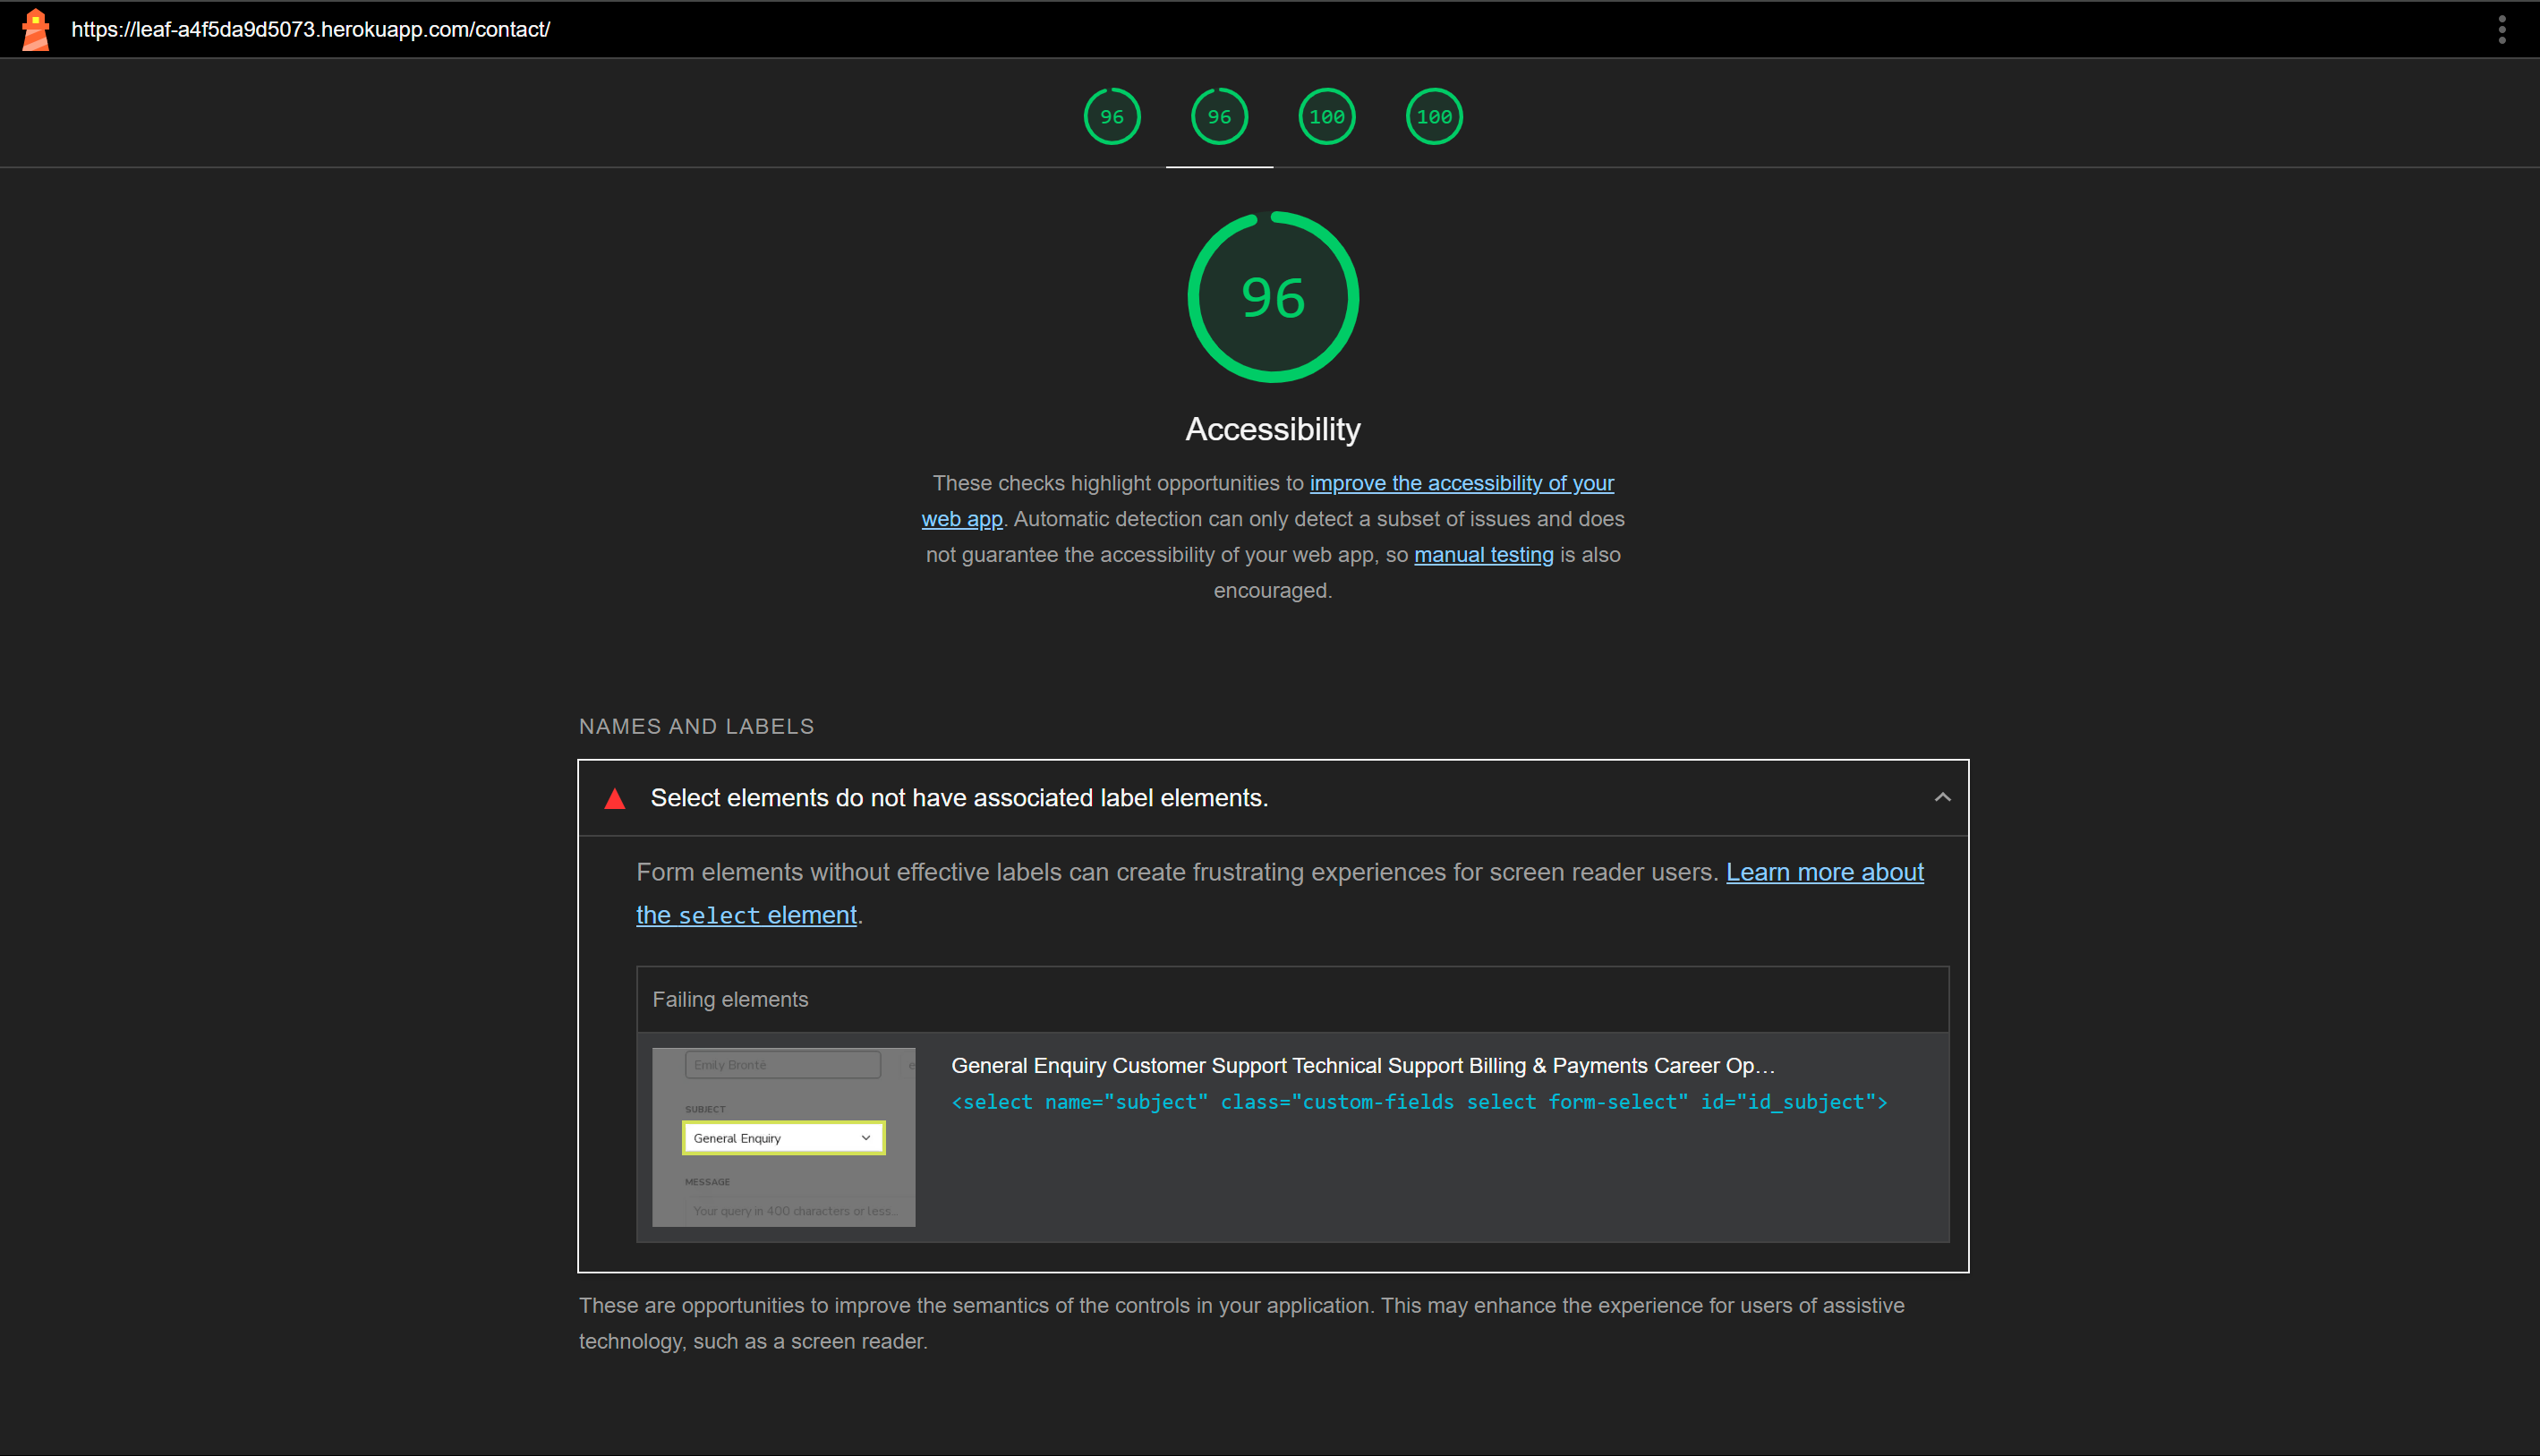 https://leaf-a4f5da9d5073.herokuapp.com/contact/
96 96 100 100
96
Accessibility
These checks highlight opportunities to improve the accessibility of your
web app. Automatic detection can only detect a subset of issues and does
not guarantee the accessibility of your web app, so manual testing is also
encouraged.
NAMES AND LABELS
Select elements do not have associated label elements.
Form elements without effective labels can create frustrating experiences for screen reader users. Learn more about
the select element.
Failing elements
Emily Brontë e
SUBJECT
General Enquiry
MESSAGE
Your query in 400 characters or less...
General Enquiry Customer Support Technical Support Billing & Payments Career Op…
<select name="subject" class="custom-fields select form-select" id="id_subject">
These are opportunities to improve the semantics of the controls in your application. This may enhance the experience for users of assistive
technology, such as a screen reader.